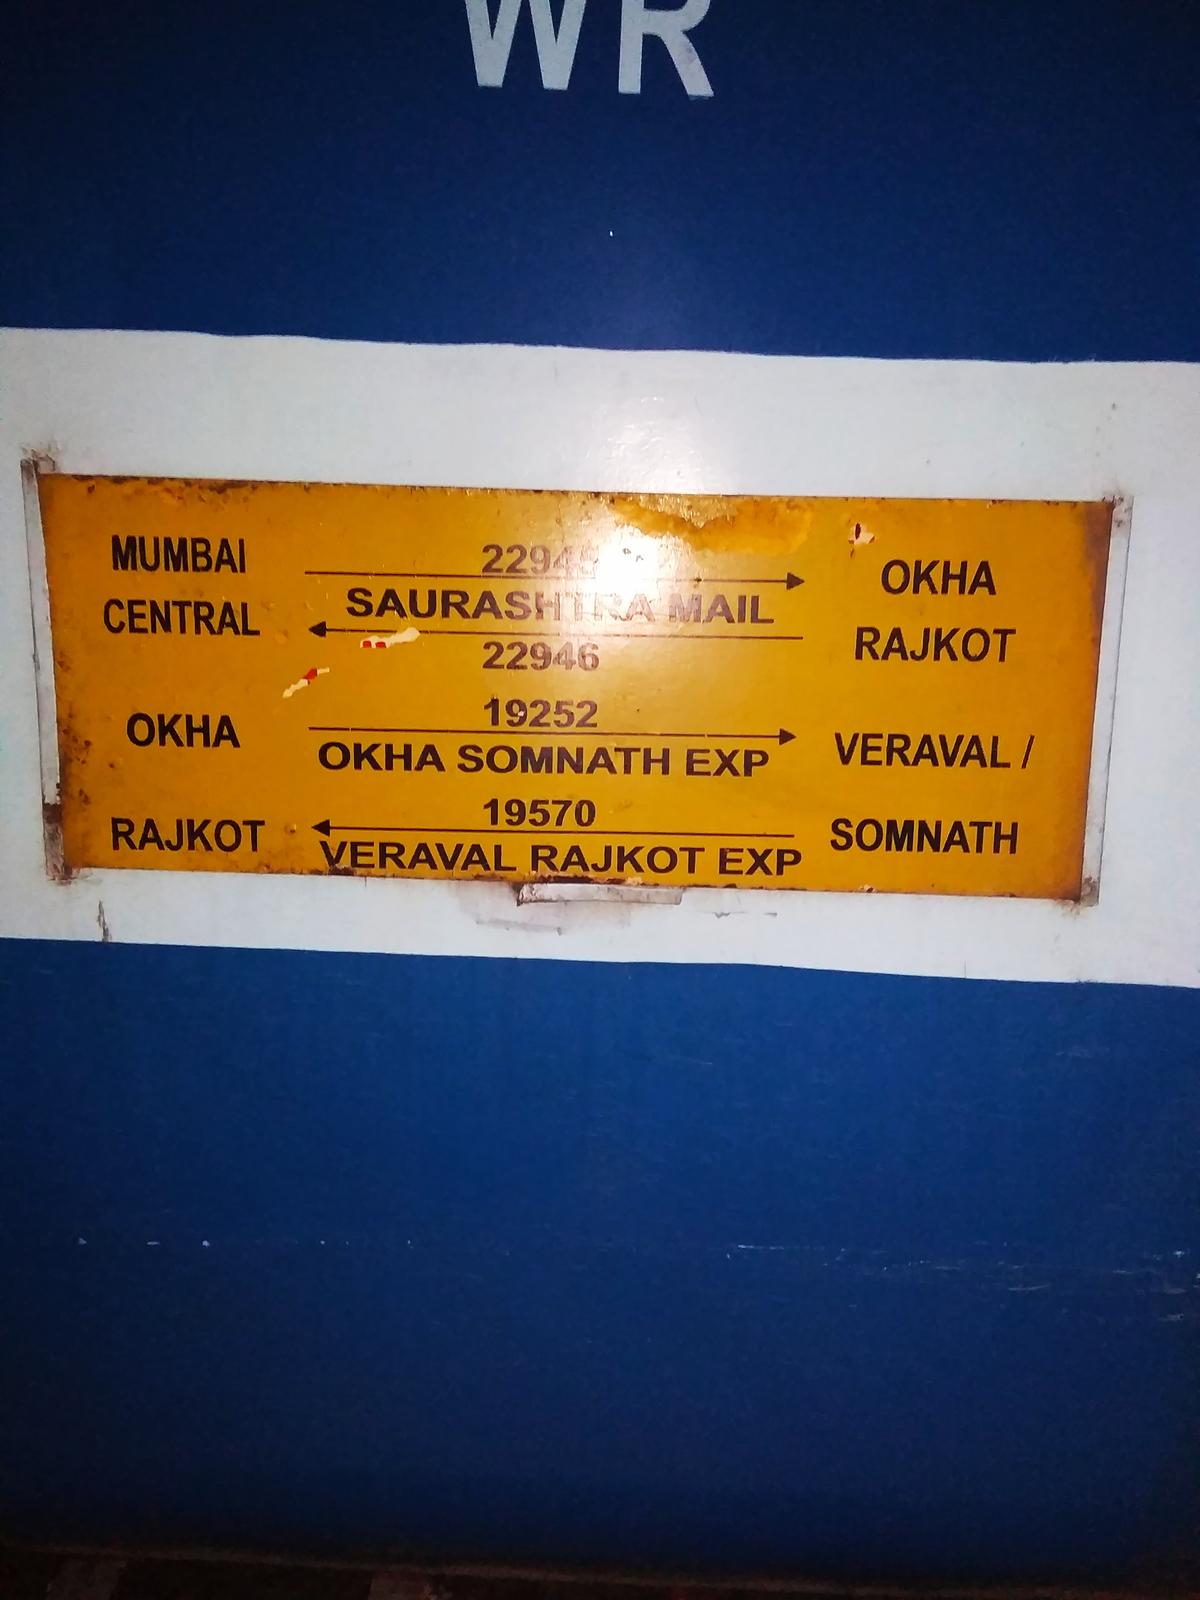 WR
MUMBAI
CENTRAL
SAURASHTRA MAIL
22946
OKHA
RAJKOT
OKHA
19252
OKHA SOMNATH EXP
VERAVAL /
RAJKOT
19570
VERAVAL RAJKOT EXP
SOMNATH